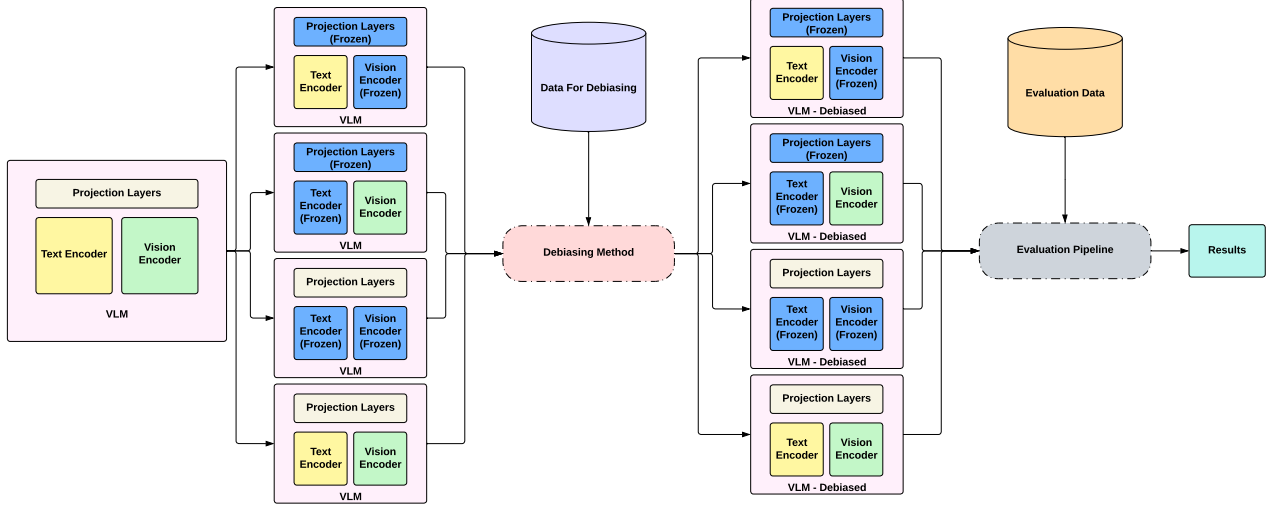 Projection Layers
Text Encoder
Vision
Encoder
VLM
Projection Layers
(Frozen)
Text
Encoder
Vision
Encoder
(Frozen)
VLM
Projection Layers
(Frozen)
Text
Encoder
(Frozen)
Vision
Encoder
VLM
Projection Layers
Text
Encoder
(Frozen)
Vision
Encoder
(Frozen)
VLM
Projection Layers
Text
Encoder
Vision
Encoder
VLM
Data For Debiasing
Debiasing Method
Projection Layers
(Frozen)
Text
Encoder
Vision
Encoder
(Frozen)
VLM - Debiased
Projection Layers
(Frozen)
Text
Encoder
(Frozen)
Vision
Encoder
VLM - Debiased
Projection Layers
Text
Encoder
(Frozen)
Vision
Encoder
(Frozen)
VLM - Debiased
Projection Layers
Text
Encoder
Vision
Encoder
VLM - Debiased
Evaluation Data
Evaluation Pipeline
Results